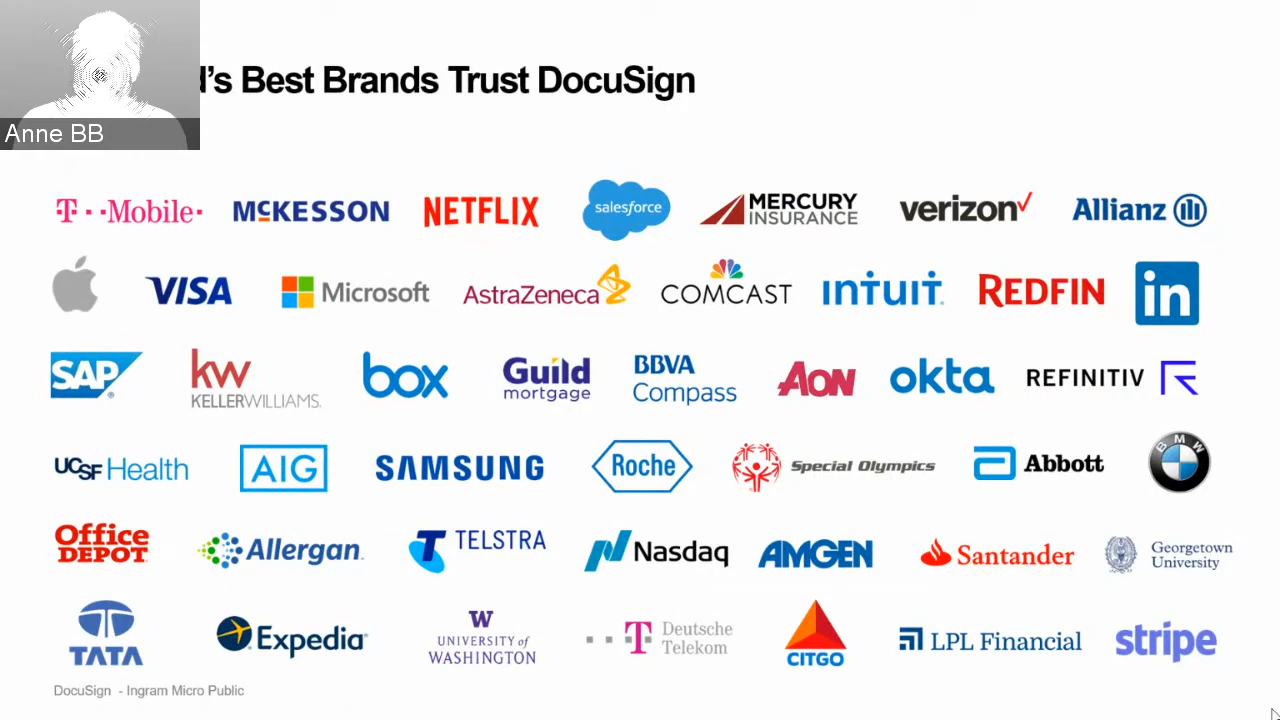 d's Best Brands Trust DocuSign
Anne BB
T··Mobile·
MCKESSON
NETFLIX
salesforce
MERCURY
INSURANCE
verizon✓
Allianz
VISA
Microsoft
AstraZeneca
COMCAST
intuit.
REDFIN
in
SAP®
kw
KELLERWILLIAMS.
box
Guild
mortgage
BBVA
Compass
AON
okta
REFINITIV
UCSF Health
AIG
SAMSUNG
Roche
Special Olympics
Abbott
BMW
Office
DEPOT
Allergan
TELSTRA
Nasdaq
AMGEN
Santander
Georgetown
University
TATA
Expedia®
W
UNIVERSITY of
WASHINGTON
T
Deutsche
Telekom
CITGO
LPL Financial
stripe
DocuSign - Ingram Micro Public